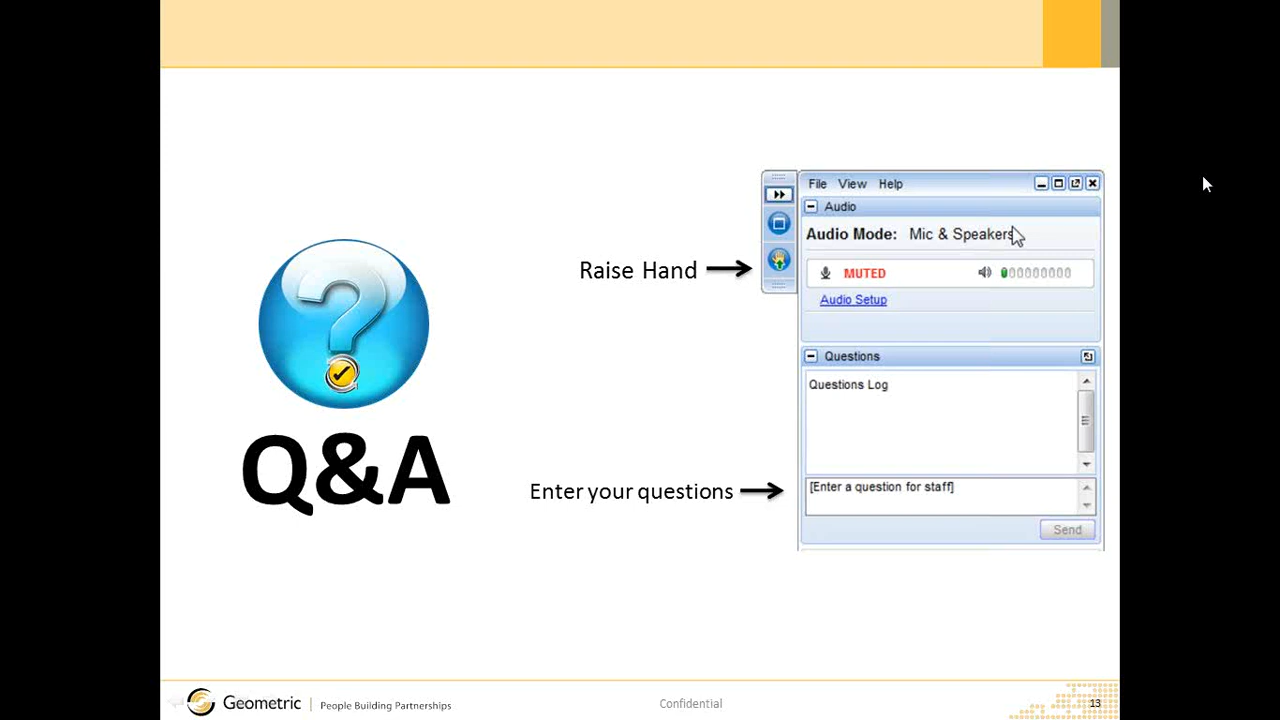 File View Help
Audio
Audio Mode: Mic & Speakers
Raise Hand
MUTED
Audio Setup
Questions
Questions Log
Q&A
Enter your questions
[Enter a question for staff]
Send
Geometric | People Building Partnerships
Confidential
13